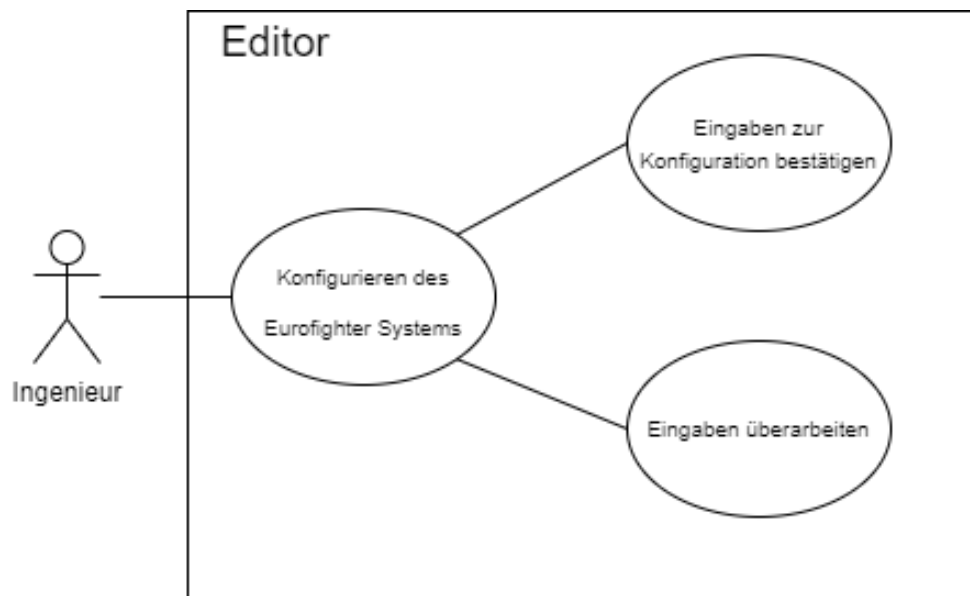 Editor
Eingaben zur
Konfiguration bestätigen
Konfigurieren des
Eurofighter Systems
Ingenieur
Eingaben überarbeiten